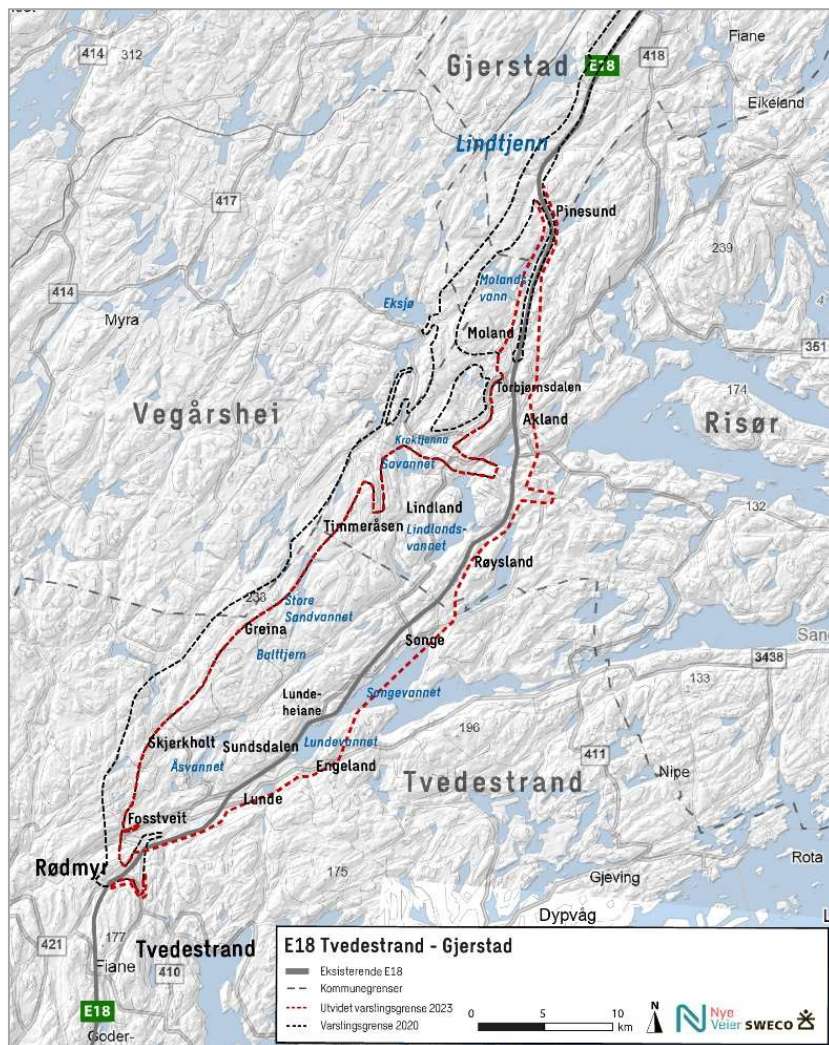 414
312
Gjerstad
E18
418
Fiane
Eikeland
Lindtjenn
417
Pinesund
239
414
Myra
Eksjø
Molands-
vann
Moland
351
Torbjørnsdalen
174
Vegårshei
Akland
Risør
Kroktjenna
Savannet
Timmeråsen
Lindland
Lindlands-
vannet
132
Røysland
238
Store
Sandvannet
Greina
Songe
Balttjern
3438
133
Lunde-
heiane
Songevannet
196
Skjerkholt
Sundsdalen
Lundevannet
411
Åsvannet
Engeland
Tvedestrand
Nipe
Lunde
Fosstveit
Rødmyr
175
Rota
Gjeving
Dypvåg
421
177
Tvedestrand
Fiane
410
E18
Goder-
E18 Tvedestrand - Gjerstad
Eksisterende E18
Kommunegrenser
Utvidet varslingsgrense 2023
Varslingsgrense 2020
0 5 10
km
N
Nye
Veier
SWECO